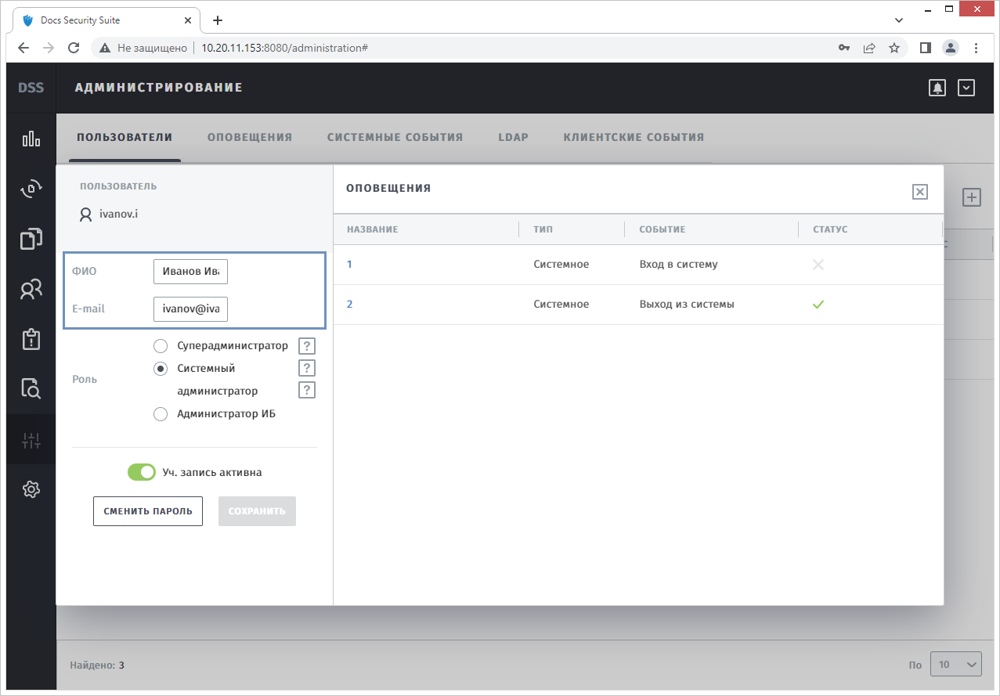 Docs Security Suite
Не защищено 10.20.11.153:8080/administration#
DSS АДМИНИСТРИРОВАНИЕ
ПОЛЬЗОВАТЕЛИ ОПОВЕЩЕНИЯ СИСТЕМНЫЕ СОБЫТИЯ LDAP КЛИЕНТСКИЕ СОБЫТИЯ
ПОЛЬЗОВАТЕЛЬ
ivanov.i
ФИО Иванов Ива
E-mail ivanov@iva
Роль
Суперадминистратор ?
Системный ?
администратор ?
Администратор ИБ
Уч. запись активна
СМЕНИТЬ ПАРОЛЬ СОХРАНИТЬ
ОПОВЕЩЕНИЯ
НАЗВАНИЕ ТИП СОБЫТИЕ СТАТУС
1 Системное Вход в систему
2 Системное Выход из системы
Найдено: 3
По 10